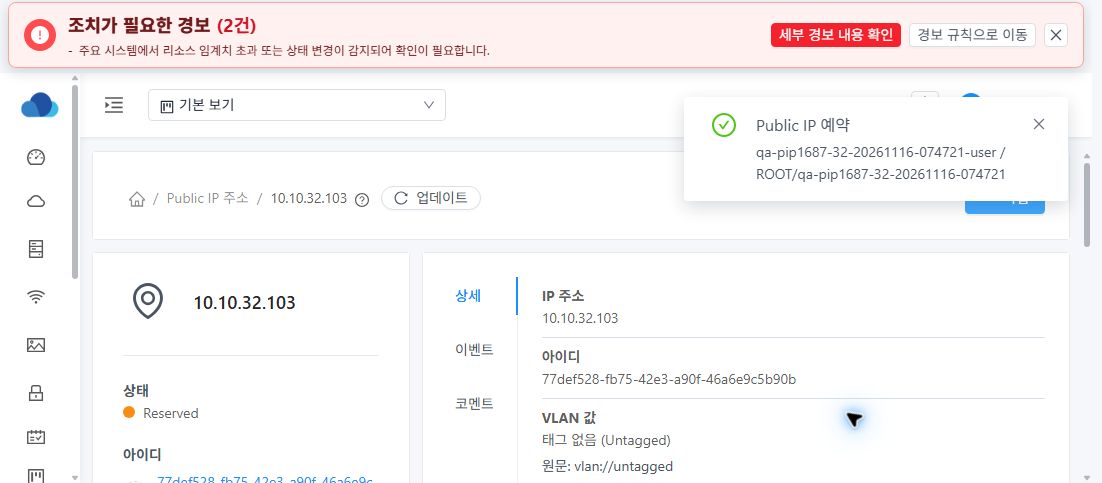 조치가 필요한 경보 (2건)
- 주요 시스템에서 리소스 임계치 초과 또는 상태 변경이 감지되어 확인이 필요합니다.
세부 경보 내용 확인
경보 규칙으로 이동
기본 보기
Public IP 예약
qa-pip1687-32-20261116-074721-user /
ROOT/qa-pip1687-32-20261116-074721
/ Public IP 주소 / 10.10.32.103
업데이트
10.10.32.103
상태
Reserved
아이디
77def528-fb75-42e3-a90f-46a6e9c
상세
이벤트
코멘트
IP 주소
10.10.32.103
아이디
77def528-fb75-42e3-a90f-46a6e9c5b90b
VLAN 값
태그 없음 (Untagged)
원문: vlan://untagged